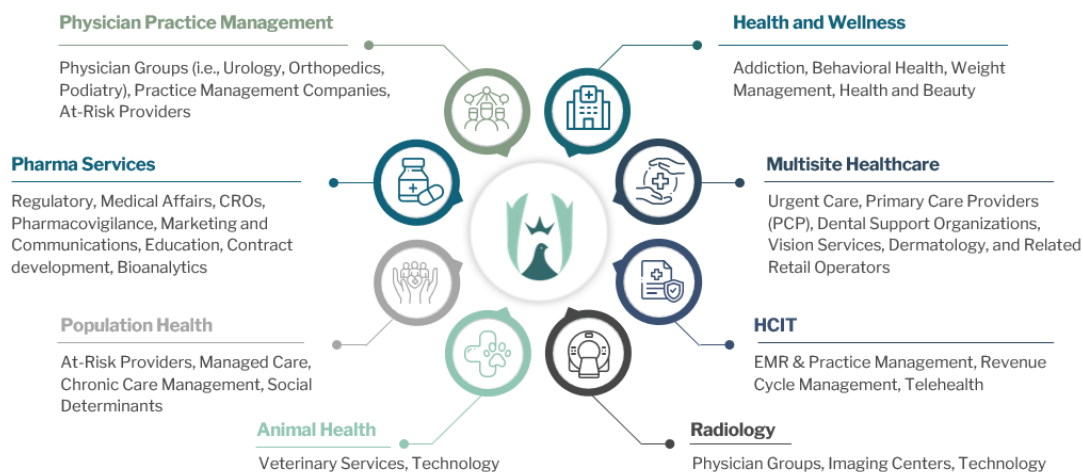 Physician Practice Management
Physician Groups (i.e., Urology, Orthopedics,
Podiatry), Practice Management Companies,
At-Risk Providers
Health and Wellness
Addiction, Behavioral Health, Weight
Management, Health and Beauty
Pharma Services
Regulatory, Medical Affairs, CROs,
Pharmacovigilance, Marketing and
Communications, Education, Contract
development, Bioanalytics
Multisite Healthcare
Urgent Care, Primary Care Providers
(PCP), Dental Support Organizations,
Vision Services, Dermatology, and Related
Retail Operators
Population Health
At-Risk Providers, Managed Care,
Chronic Care Management, Social
Determinants
HCIT
EMR & Practice Management, Revenue
Cycle Management, Telehealth
Animal Health
Veterinary Services, Technology
Radiology
Physician Groups, Imaging Centers, Technology